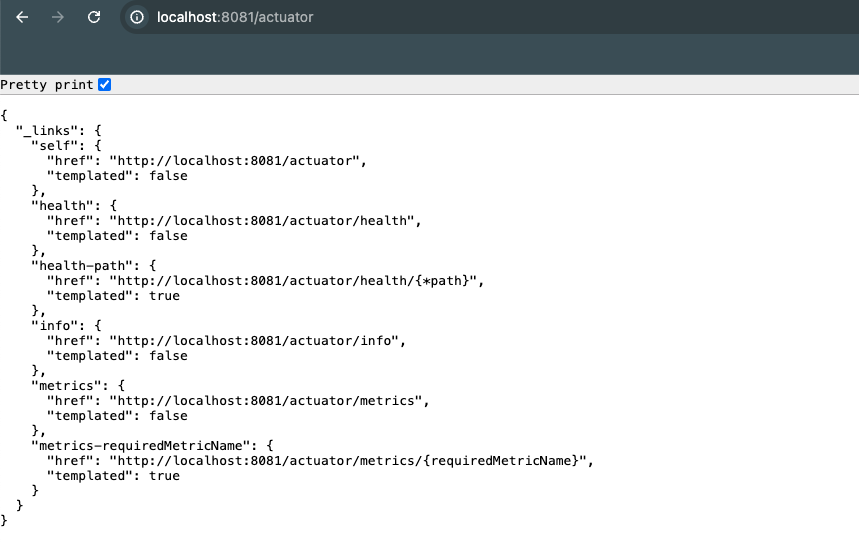 localhost:8081/actuator
Pretty print
{
  "_links": {
    "self": {
      "href": "http://localhost:8081/actuator",
      "templated": false
    },
    "health": {
      "href": "http://localhost:8081/actuator/health",
      "templated": false
    },
    "health-path": {
      "href": "http://localhost:8081/actuator/health/{*path}",
      "templated": true
    },
    "info": {
      "href": "http://localhost:8081/actuator/info",
      "templated": false
    },
    "metrics": {
      "href": "http://localhost:8081/actuator/metrics",
      "templated": false
    },
    "metrics-requiredMetricName": {
      "href": "http://localhost:8081/actuator/metrics/{requiredMetricName}",
      "templated": true
    }
  }
}